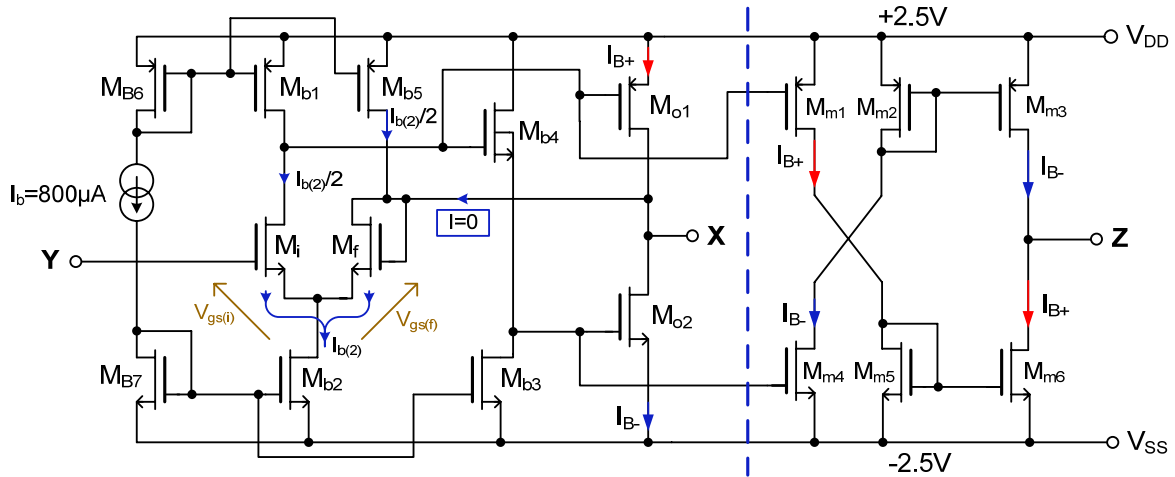 +2.5V
V_DD
I_B+
M_B6
M_b1
M_b5
M_o1
M_m1
M_m2
M_m3
I_b(2)/2
M_b4
I_B+
I_B-
I_b=800µA
I_b(2)/2
I=0
Y
M_i
M_f
X
Z
V_gs(i)
V_gs(f)
I_b(2)
M_o2
I_B-
I_B+
M_B7
M_b2
M_b3
M_m4
M_m5
M_m6
I_B-
V_SS
-2.5V